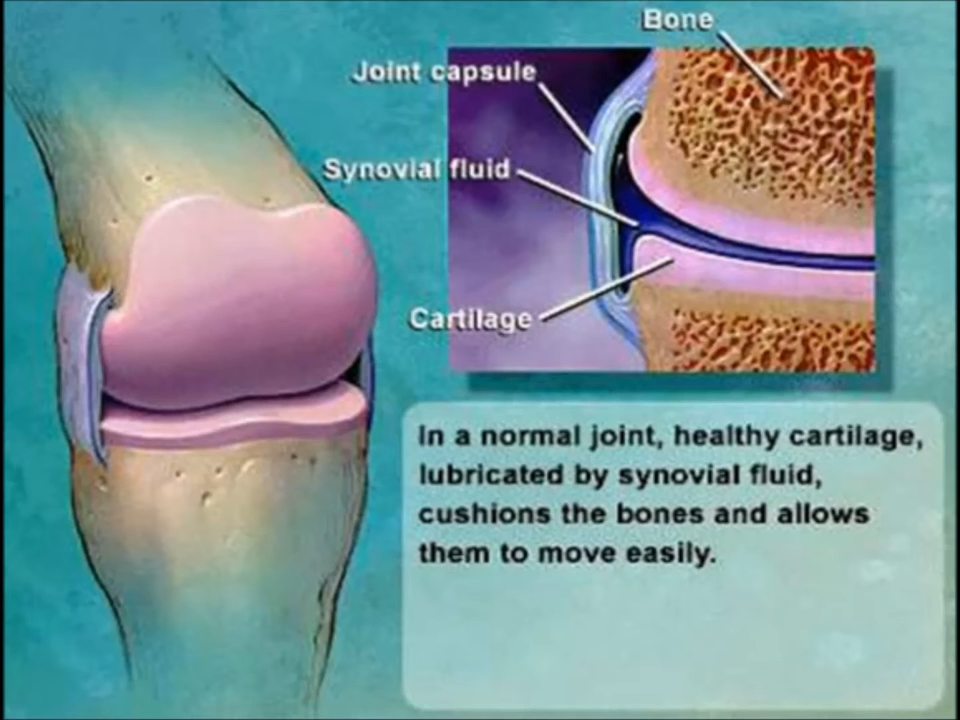 Bone
Joint capsule
Synovial fluid
Cartilage
In a normal joint, healthy cartilage,
lubricated by synovial fluid,
cushions the bones and allows
them to move easily.